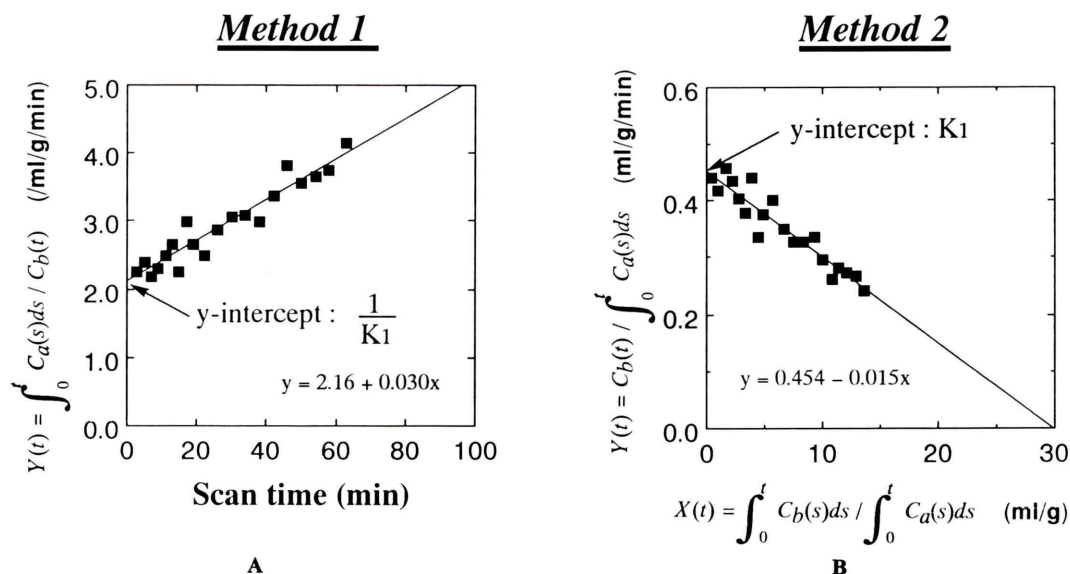 Method 1
Y(t) = ∫₀ᵗ Cₐ(s)ds / C_b(t) (/ml/g/min)
5.0
4.0
3.0
2.0
1.0
0.0
y-intercept : 1/K1
y = 2.16 + 0.030x
0 20 40 60 80 100
Scan time (min)
A
Method 2
Y(t) = C_b(t) / ∫₀ᵗ Cₐ(s)ds (ml/g/min)
0.6
0.4
0.2
0.0
y-intercept : K1
y = 0.454 – 0.015x
0 10 20 30
X(t) = ∫₀ᵗ C_b(s)ds / ∫₀ᵗ Cₐ(s)ds (ml/g)
B